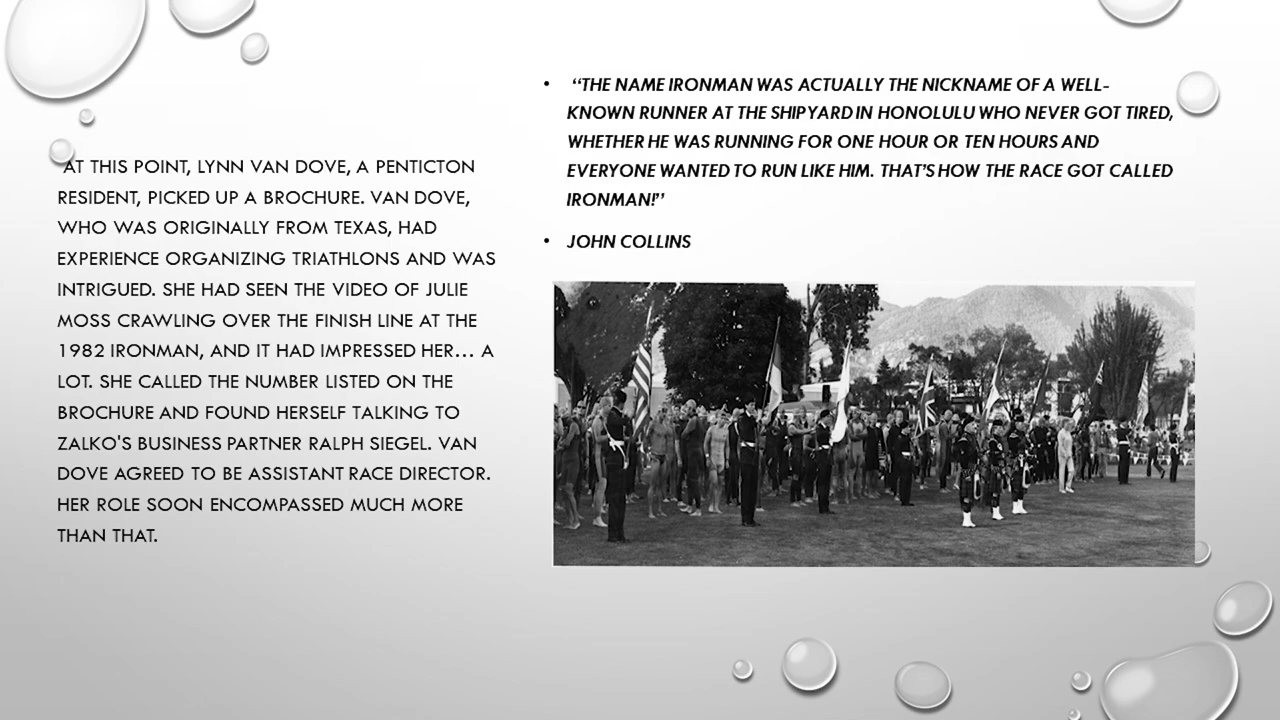 AT THIS POINT, LYNN VAN DOVE, A PENTICTON
RESIDENT, PICKED UP A BROCHURE. VAN DOVE,
WHO WAS ORIGINALLY FROM TEXAS, HAD
EXPERIENCE ORGANIZING TRIATHLONS AND WAS
INTRIGUED. SHE HAD SEEN THE VIDEO OF JULIE
MOSS CRAWLING OVER THE FINISH LINE AT THE
1982 IRONMAN, AND IT HAD IMPRESSED HER… A
LOT. SHE CALLED THE NUMBER LISTED ON THE
BROCHURE AND FOUND HERSELF TALKING TO
ZALKO'S BUSINESS PARTNER RALPH SIEGEL. VAN
DOVE AGREED TO BE ASSISTANT RACE DIRECTOR.
HER ROLE SOON ENCOMPASSED MUCH MORE
THAN THAT.
• “THE NAME IRONMAN WAS ACTUALLY THE NICKNAME OF A WELL-
KNOWN RUNNER AT THE SHIPYARD IN HONOLULU WHO NEVER GOT TIRED,
WHETHER HE WAS RUNNING FOR ONE HOUR OR TEN HOURS AND
EVERYONE WANTED TO RUN LIKE HIM. THAT’S HOW THE RACE GOT CALLED
IRONMAN!”
• JOHN COLLINS